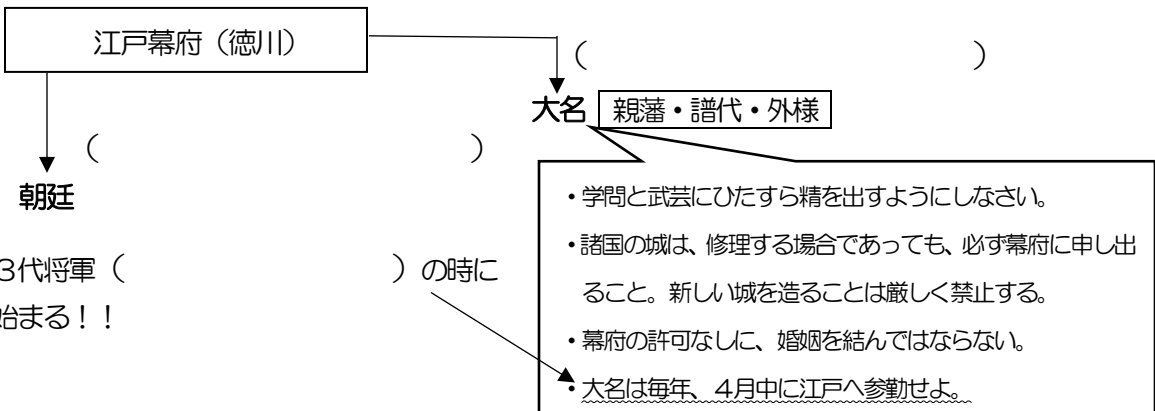 江戸幕府（徳川）
（　　　　　　　　　　　　　　）
大名 親藩・譜代・外様
（　　　　　　　　　　　　　　）
朝廷
3代将軍（　　　　　　　　　　）の時に
始まる！！
・学問と武芸にひたすら精を出すようにしなさい。
・諸国の城は、修理する場合であっても、必ず幕府に申し出
ること。新しい城を造ることは厳しく禁止する。
・幕府の許可なしに、婚姻を結んではならない。
・大名は毎年、４月中に江戸へ参勤せよ。